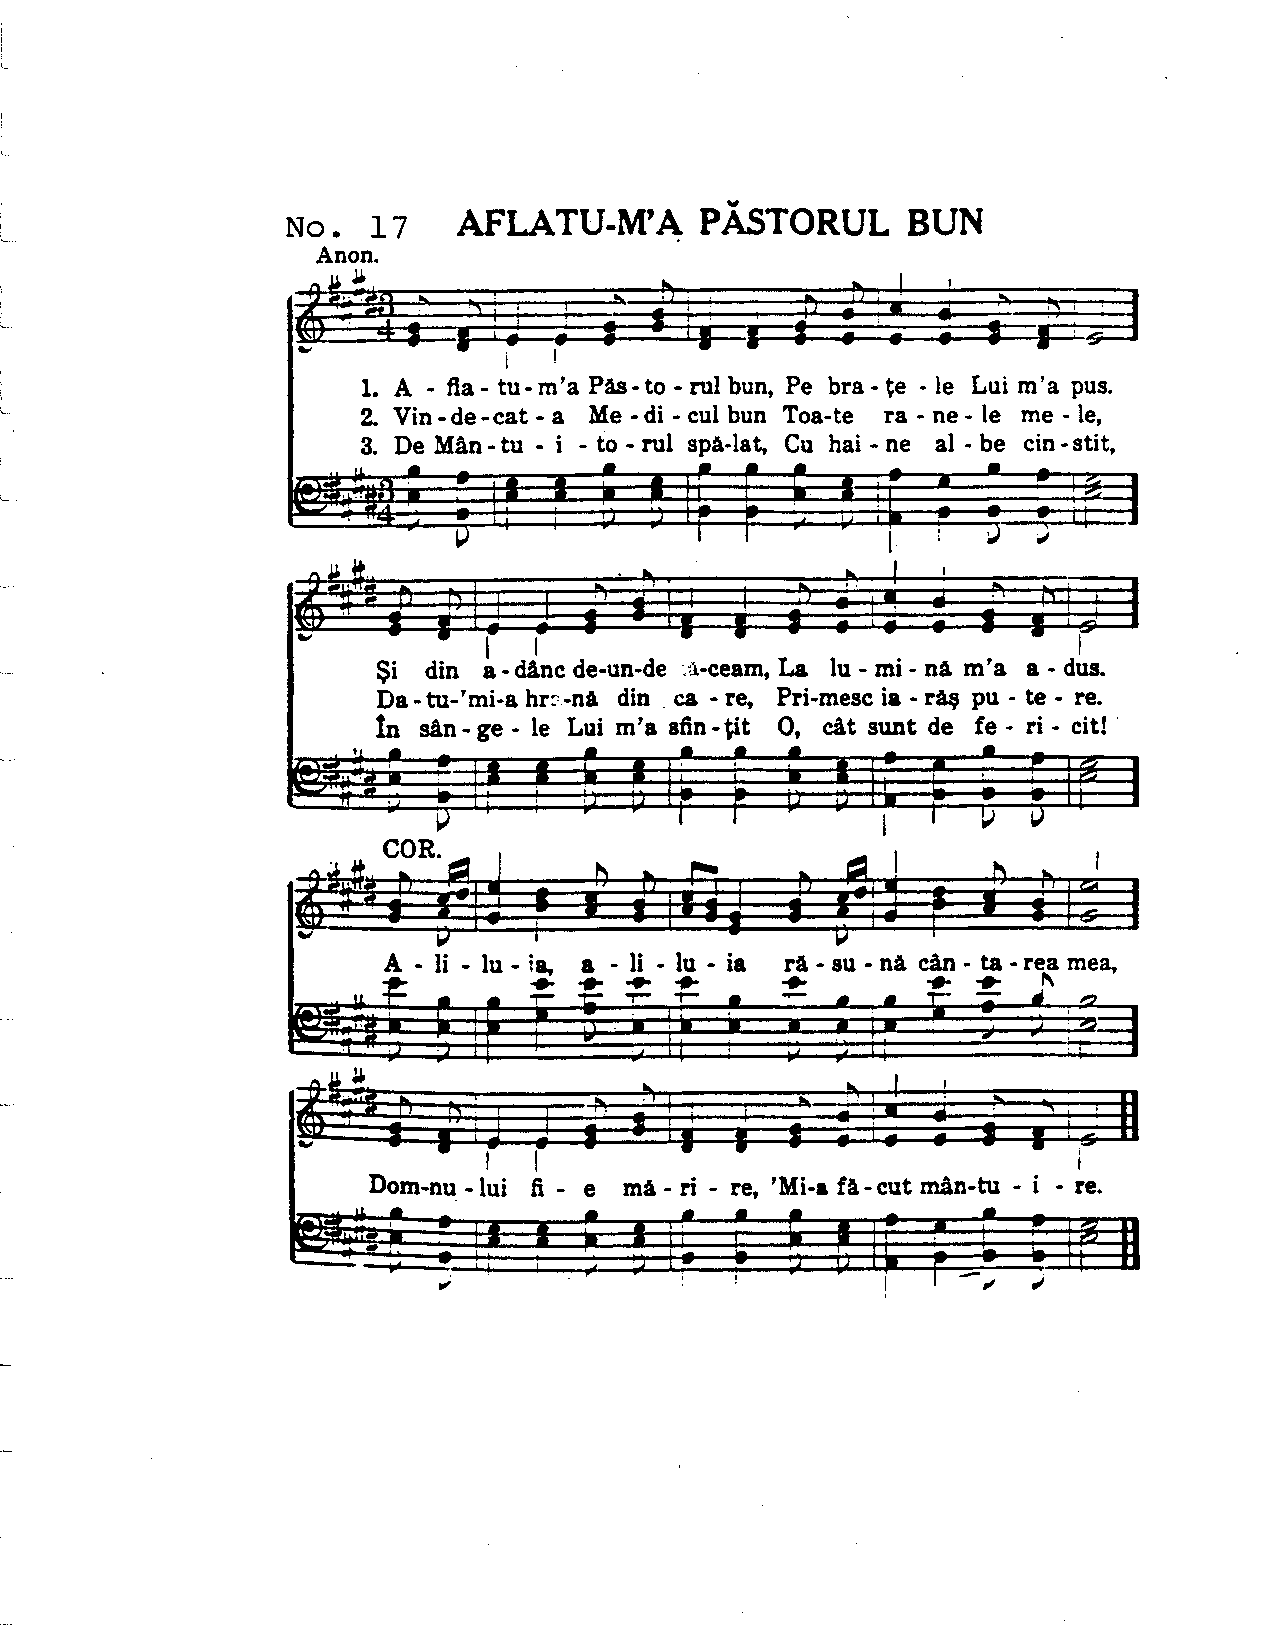 No. 17 AFLATU-M'A PĂSTORUL BUN
Anon.
1. A - fla - tu - m'a Păs - to - rul bun, Pe bra - ţe - le Lui m'a pus.
2. Vin - de - cat - a Me - di - cul bun Toa - te ra - ne - le me - le,
3. De Mân - tu - i - to - rul spă - lat, Cu hai - ne al - be cin - stit,
Şi din a - dânc de - un - de -ceam, La lu - mi - nă m'a a - dus.
Da - tu - 'mi - a hra - nă din ca - re, Pri - mesc ia - răş pu - te - re.
În sân - ge - le Lui m'a sfin - ţit O, cât sunt de fe - ri - cit!
COR.
A - li - lu - ia, a - li - lu - ia ră - su - nă cân - ta - rea mea,
Dom - nu - lui fi - e mă - ri - re, 'Mi - a fă - cut mân - tu - i - re.